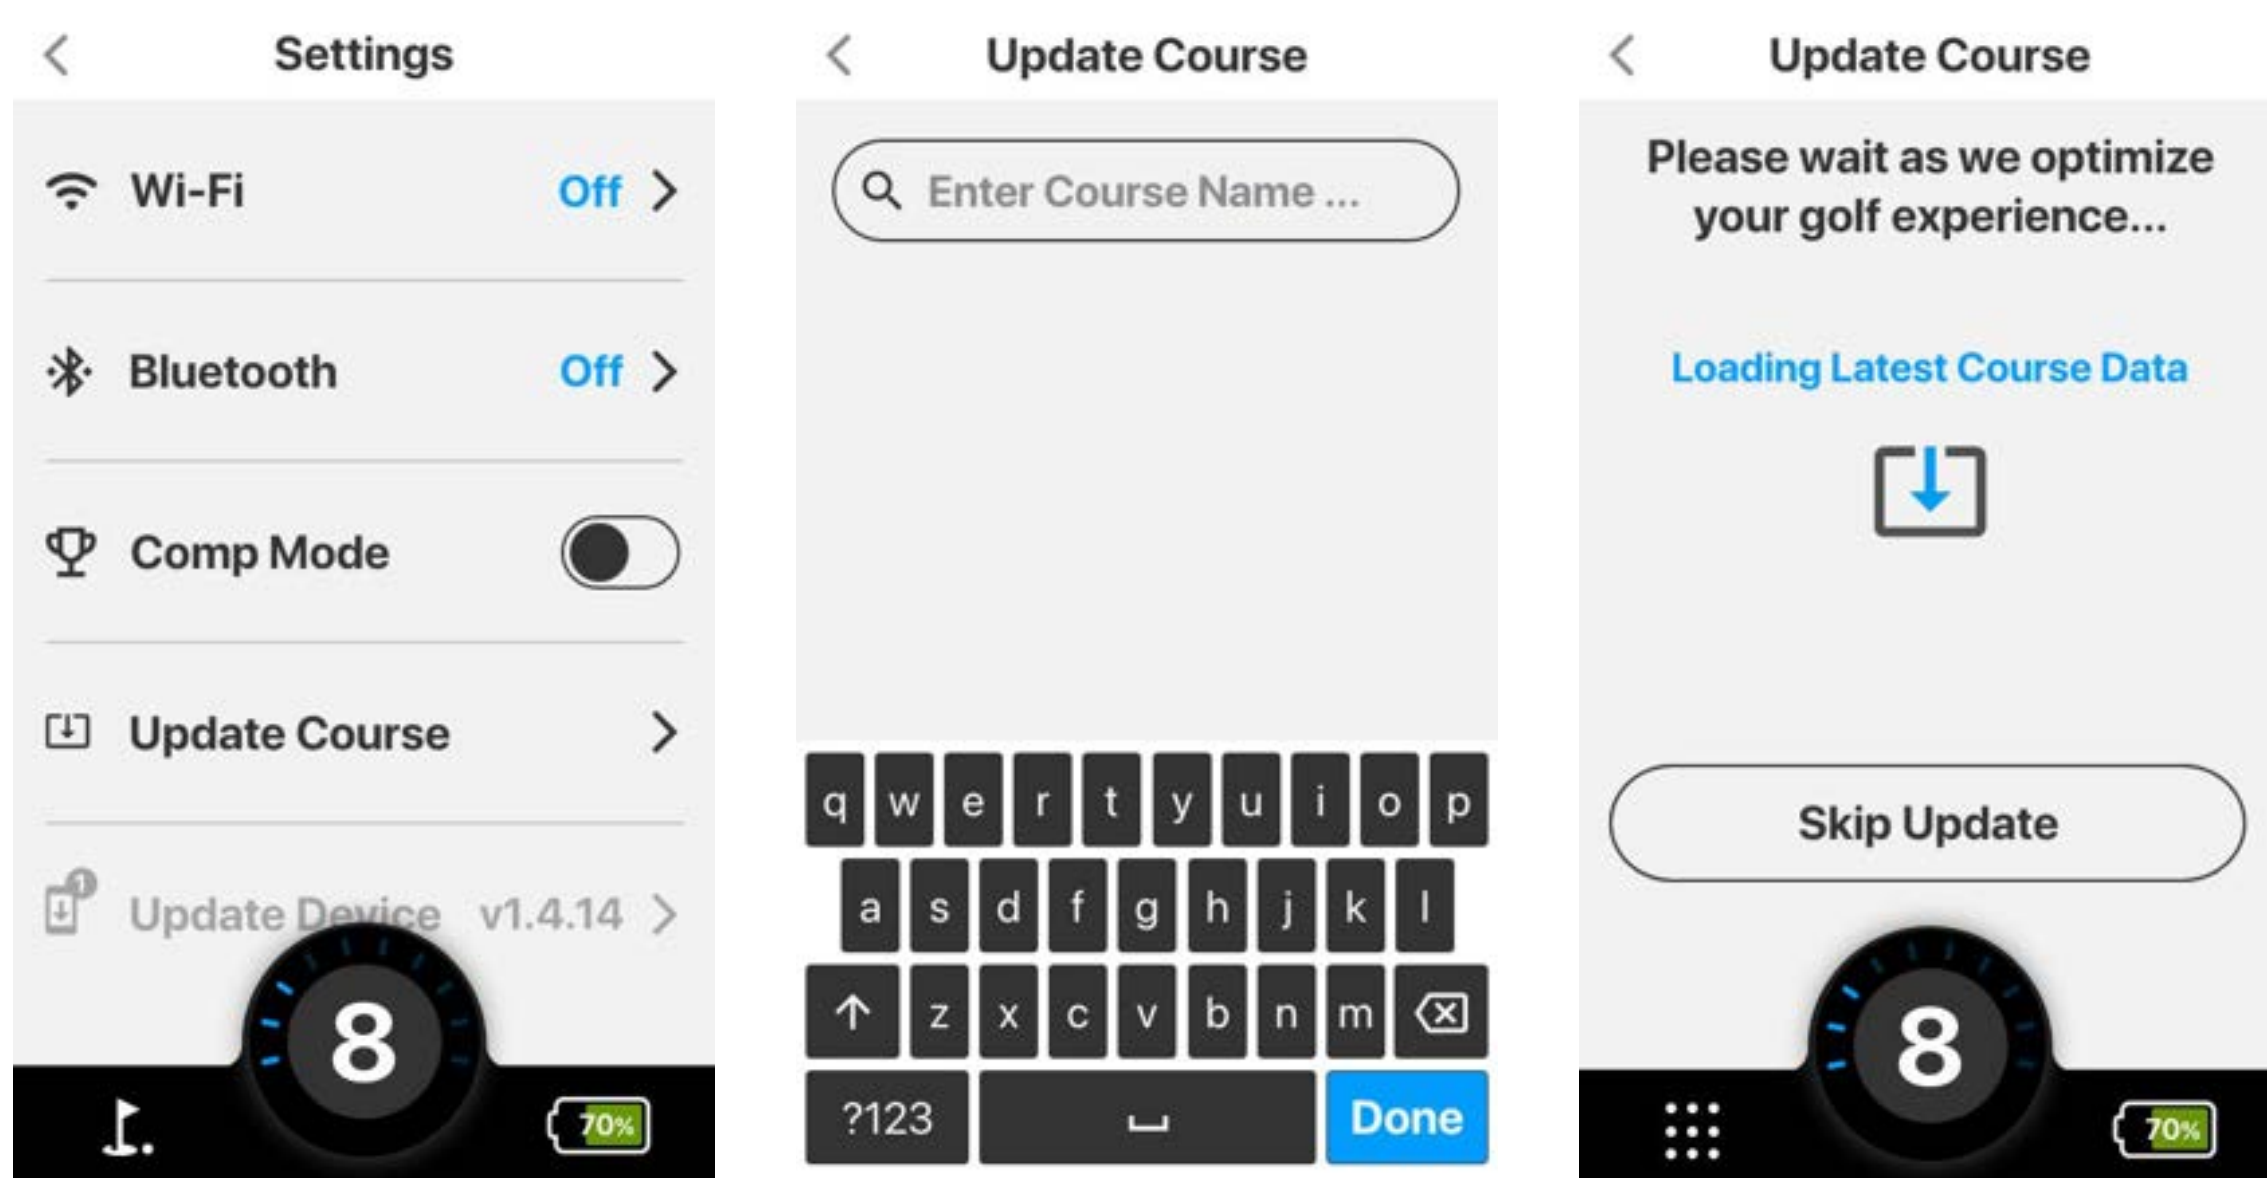 Settings
Wi-Fi Off
Bluetooth Off
Comp Mode
Update Course
1
Update Device v1.4.14
8
70%
Update Course
Enter Course Name ...
q w e r t y u i o p
a s d f g h j k l
z x c v b n m
?123 Done
Update Course
Please wait as we optimize
your golf experience...
Loading Latest Course Data
Skip Update
8
70%